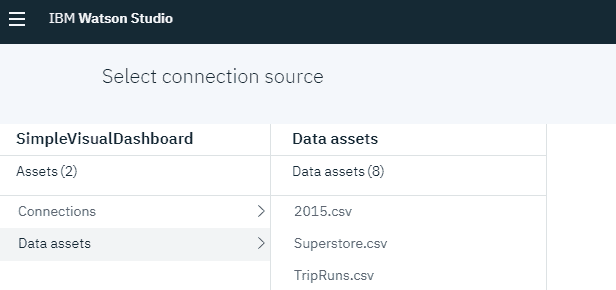 IBM Watson Studio
Select connection source
SimpleVisualDashboard
Assets (2)
Connections
Data assets
Data assets
Data assets (8)
2015.csv
Superstore.csv
TripRuns.csv